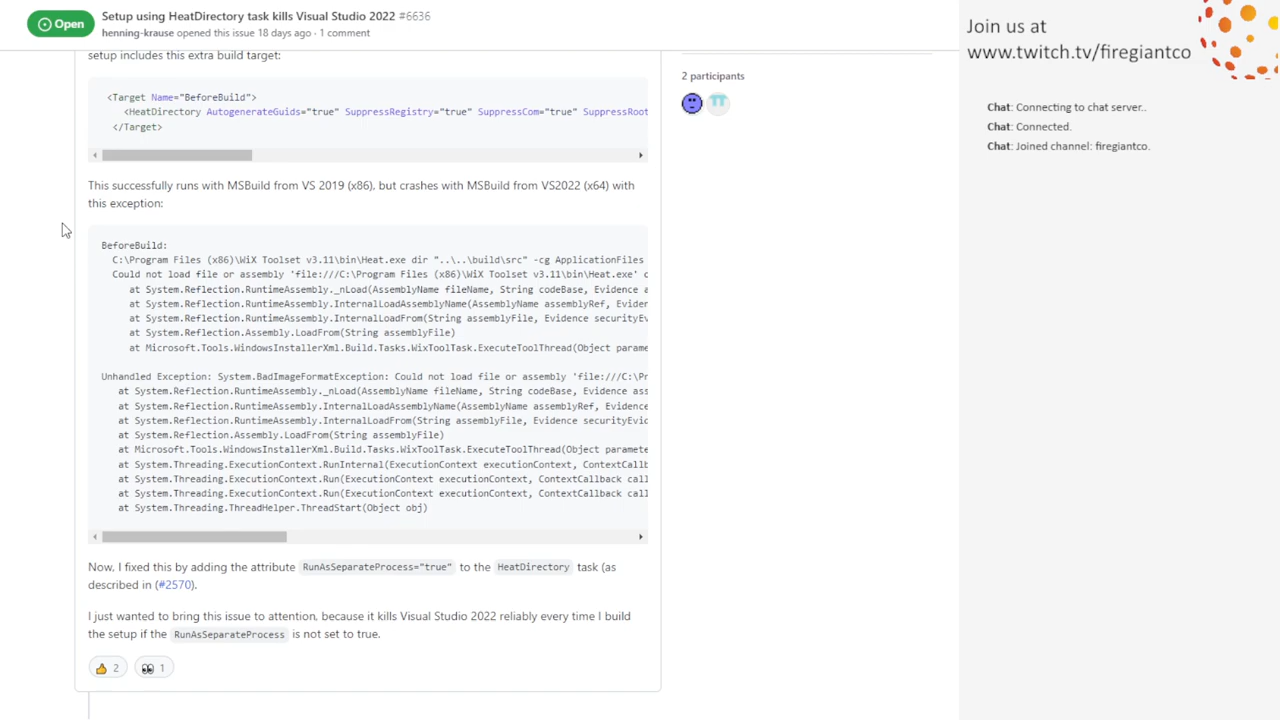 Open
Setup using HeatDirectory task kills Visual Studio 2022 #6636
henning-krause opened this issue 18 days ago · 1 comment
setup includes this extra build target:
<Target Name="BeforeBuild">
<HeatDirectory AutogenerateGuids="true" SuppressRegistry="true" SuppressCom="true" SuppressRoot
</Target>
This successfully runs with MSBuild from VS 2019 (x86), but crashes with MSBuild from VS2022 (x64) with
this exception:
BeforeBuild:
C:\Program Files (x86)\WiX Toolset v3.11\bin\Heat.exe dir "..\..\build\src" -cg ApplicationFiles
Could not load file or assembly 'file:///C:\Program Files (x86)\WiX Toolset v3.11\bin\Heat.exe'
at System.Reflection.RuntimeAssembly._nLoad(AssemblyName fileName, String codeBase, Evidence a
at System.Reflection.RuntimeAssembly.InternalLoadAssemblyName(AssemblyName assemblyRef, Eviden
at System.Reflection.RuntimeAssembly.InternalLoadFrom(String assemblyFile, Evidence securityEv
at System.Reflection.Assembly.LoadFrom(String assemblyFile)
at Microsoft.Tools.WindowsInstallerXml.Build.Tasks.WixToolTask.ExecuteToolThread(Object parame
Unhandled Exception: System.BadImageFormatException: Could not load file or assembly 'file:///C:\Pr
at System.Reflection.RuntimeAssembly._nLoad(AssemblyName fileName, String codeBase, Evidence ass
at System.Reflection.RuntimeAssembly.InternalLoadAssemblyName(AssemblyName assemblyRef, Evidence
at System.Reflection.RuntimeAssembly.InternalLoadFrom(String assemblyFile, Evidence securityEvid
at System.Reflection.Assembly.LoadFrom(String assemblyFile)
at Microsoft.Tools.WindowsInstallerXml.Build.Tasks.WixToolTask.ExecuteToolThread(Object paramete
at System.Threading.ExecutionContext.RunInternal(ExecutionContext executionContext, ContextCallb
at System.Threading.ExecutionContext.Run(ExecutionContext executionContext, ContextCallback call
at System.Threading.ExecutionContext.Run(ExecutionContext executionContext, ContextCallback call
at System.Threading.ThreadHelper.ThreadStart(Object obj)
Now, I fixed this by adding the attribute RunAsSeparateProcess="true" to the HeatDirectory task (as
described in (#2570).
I just wanted to bring this issue to attention, because it kills Visual Studio 2022 reliably every time I build
the setup if the RunAsSeparateProcess is not set to true.
2
1
2 participants
Join us at
www.twitch.tv/firegiantco
Chat: Connecting to chat server..
Chat: Connected.
Chat: Joined channel: firegiantco.